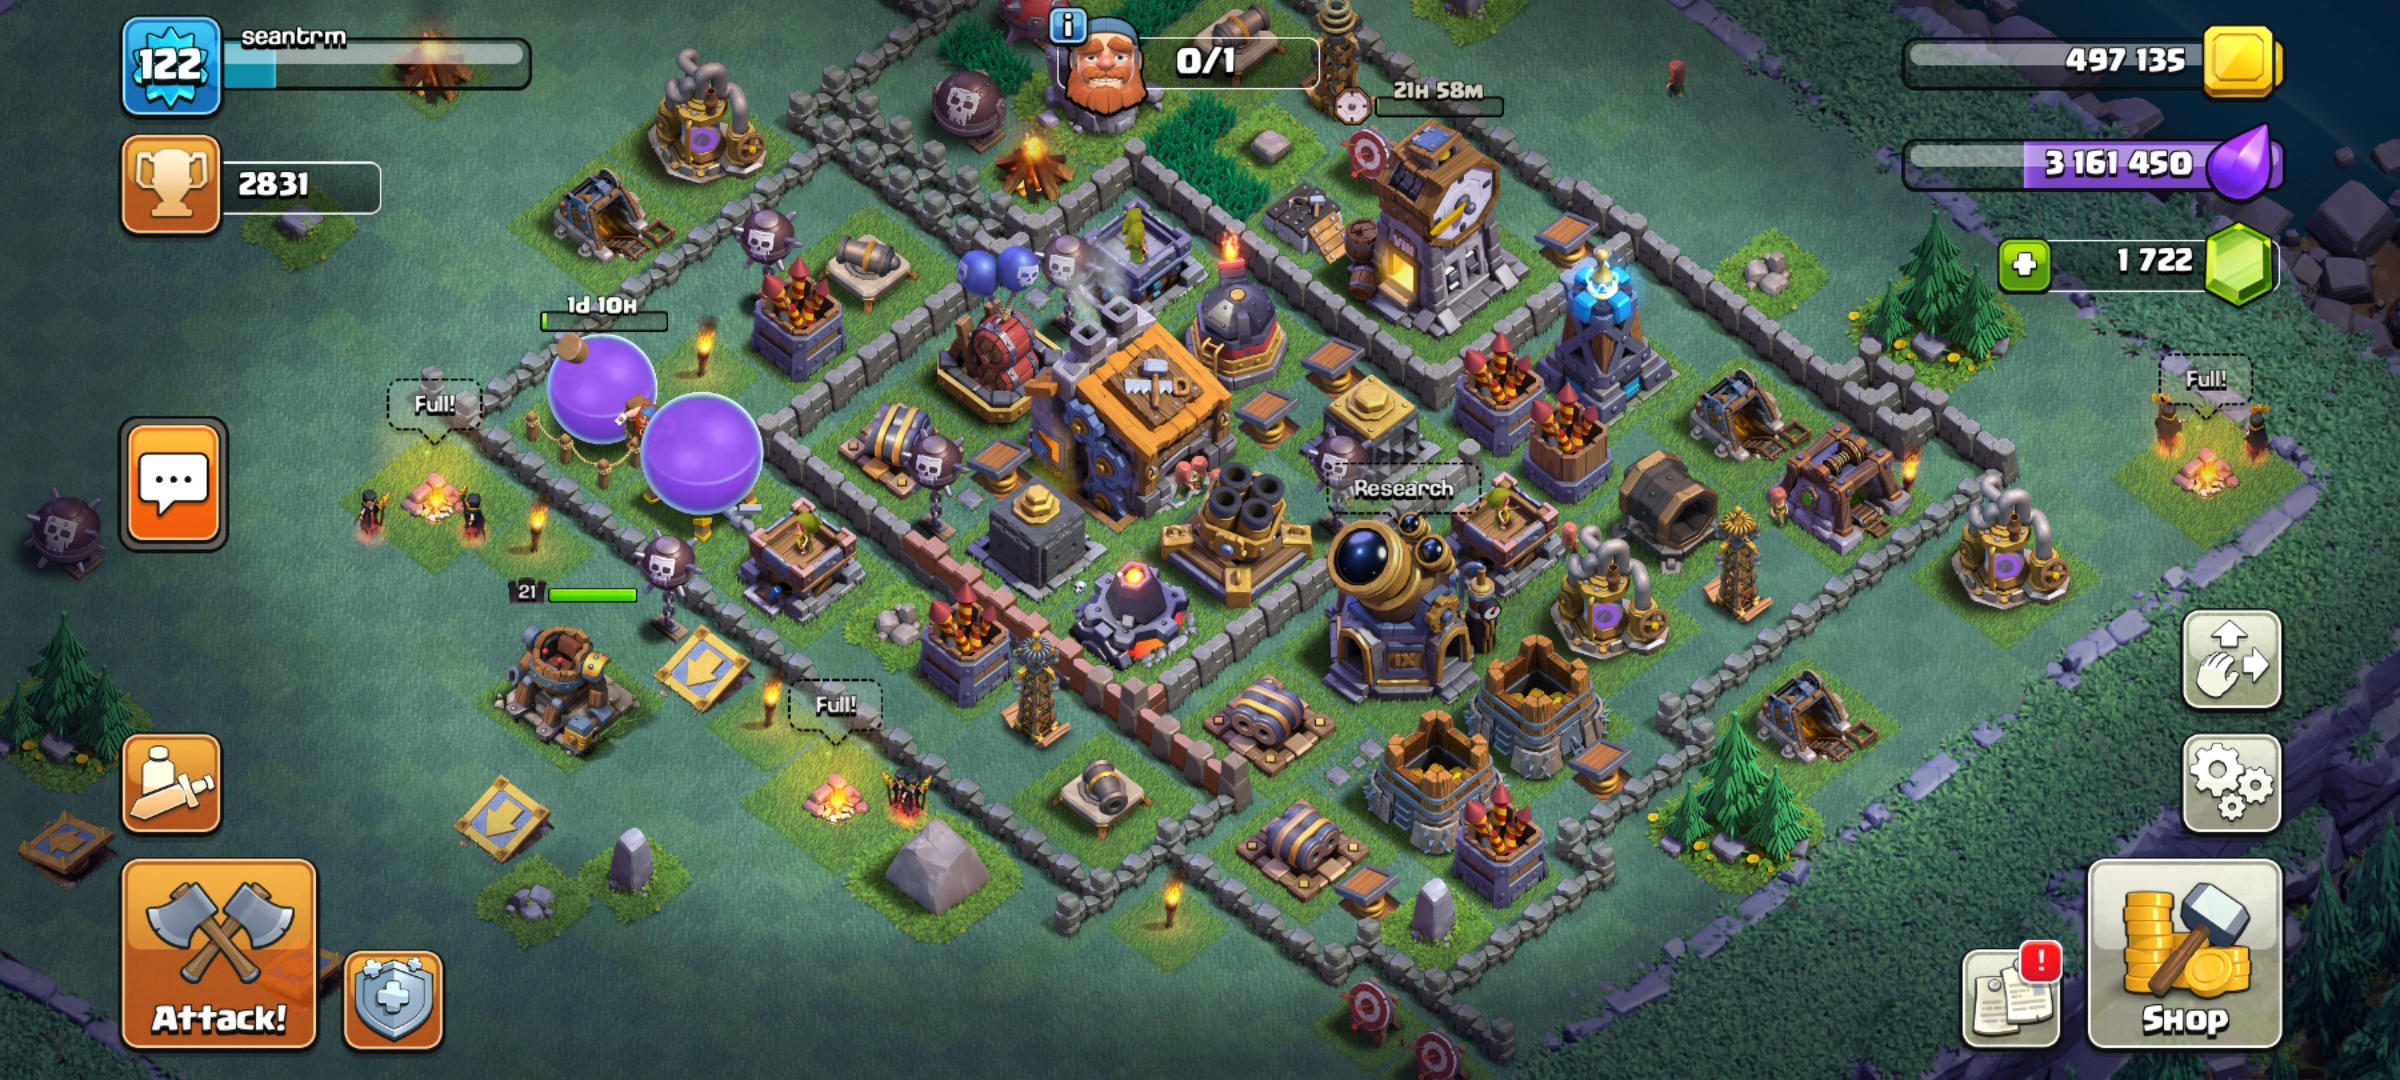 122
seantrm
i
0/1
497 135
21H 58M
3 161 450
2831
1 722
1d 10H
Full!
Full!
Research
21
Full!
IX
Attack!
!
Shop